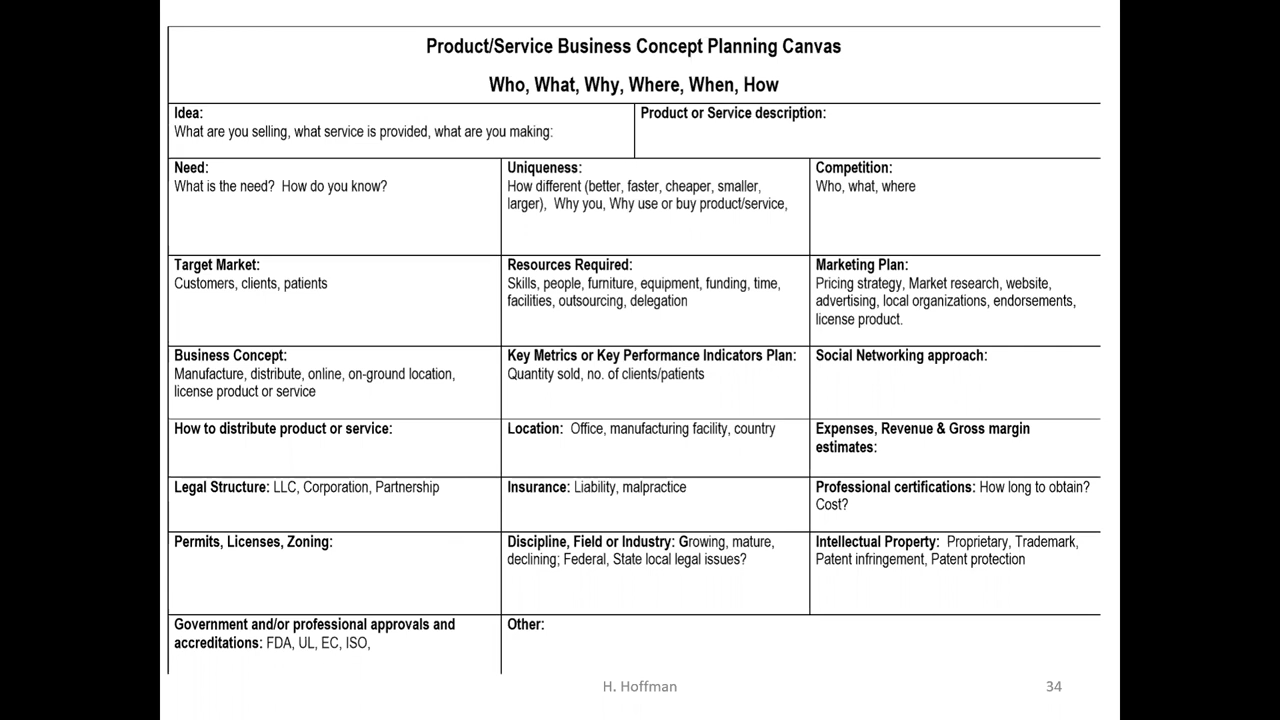 Product/Service Business Concept Planning Canvas
Who, What, Why, Where, When, How
Idea:
What are you selling, what service is provided, what are you making:
Product or Service description:
Need:
What is the need? How do you know?
Uniqueness:
How different (better, faster, cheaper, smaller,
larger), Why you, Why use or buy product/service,
Competition:
Who, what, where
Target Market:
Customers, clients, patients
Resources Required:
Skills, people, furniture, equipment, funding, time,
facilities, outsourcing, delegation
Marketing Plan:
Pricing strategy, Market research, website,
advertising, local organizations, endorsements,
license product.
Business Concept:
Manufacture, distribute, online, on-ground location,
license product or service
Key Metrics or Key Performance Indicators Plan:
Quantity sold, no. of clients/patients
Social Networking approach:
How to distribute product or service:
Location: Office, manufacturing facility, country
Expenses, Revenue & Gross margin
estimates:
Legal Structure: LLC, Corporation, Partnership
Insurance: Liability, malpractice
Professional certifications: How long to obtain?
Cost?
Permits, Licenses, Zoning:
Discipline, Field or Industry: Growing, mature,
declining; Federal, State local legal issues?
Intellectual Property: Proprietary, Trademark,
Patent infringement, Patent protection
Government and/or professional approvals and
accreditations: FDA, UL, EC, ISO,
Other:
H. Hoffman
34